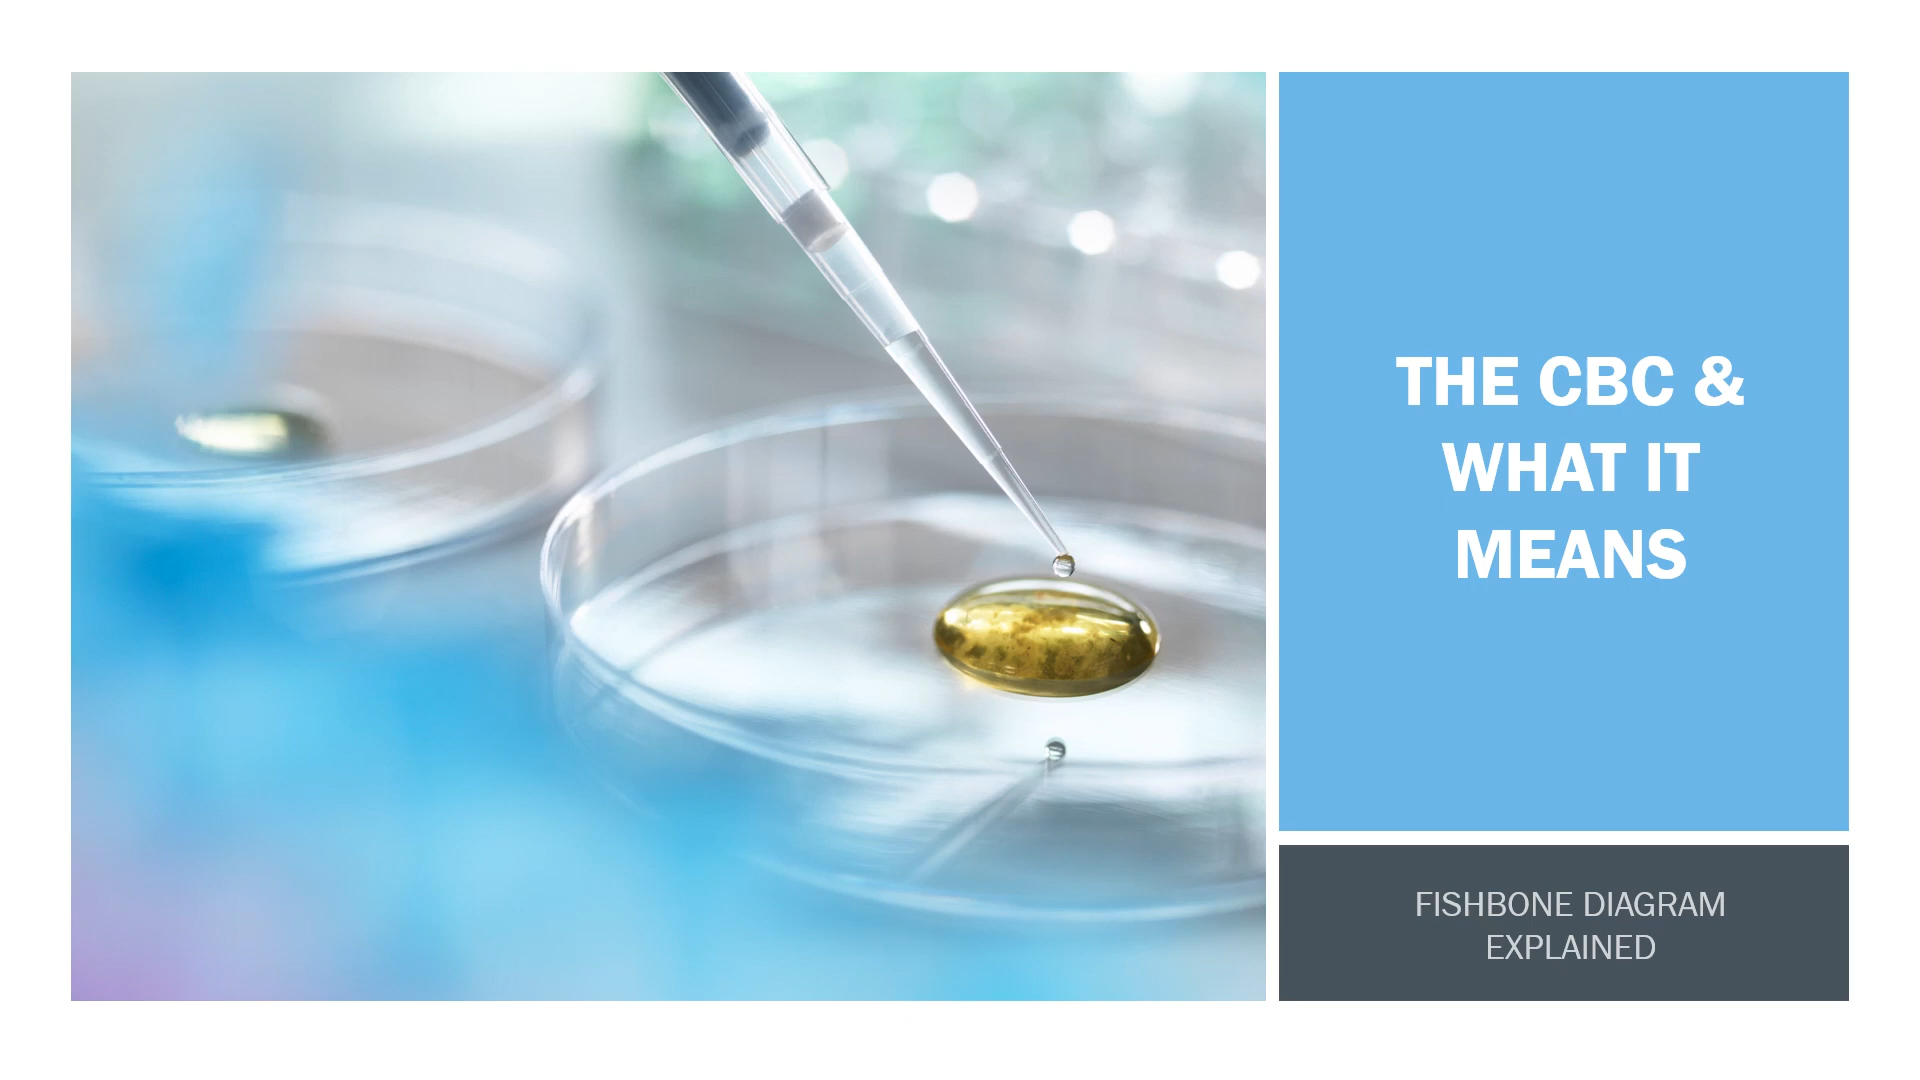 THE CBC &
WHAT IT
MEANS
FISHBONE DIAGRAM
EXPLAINED